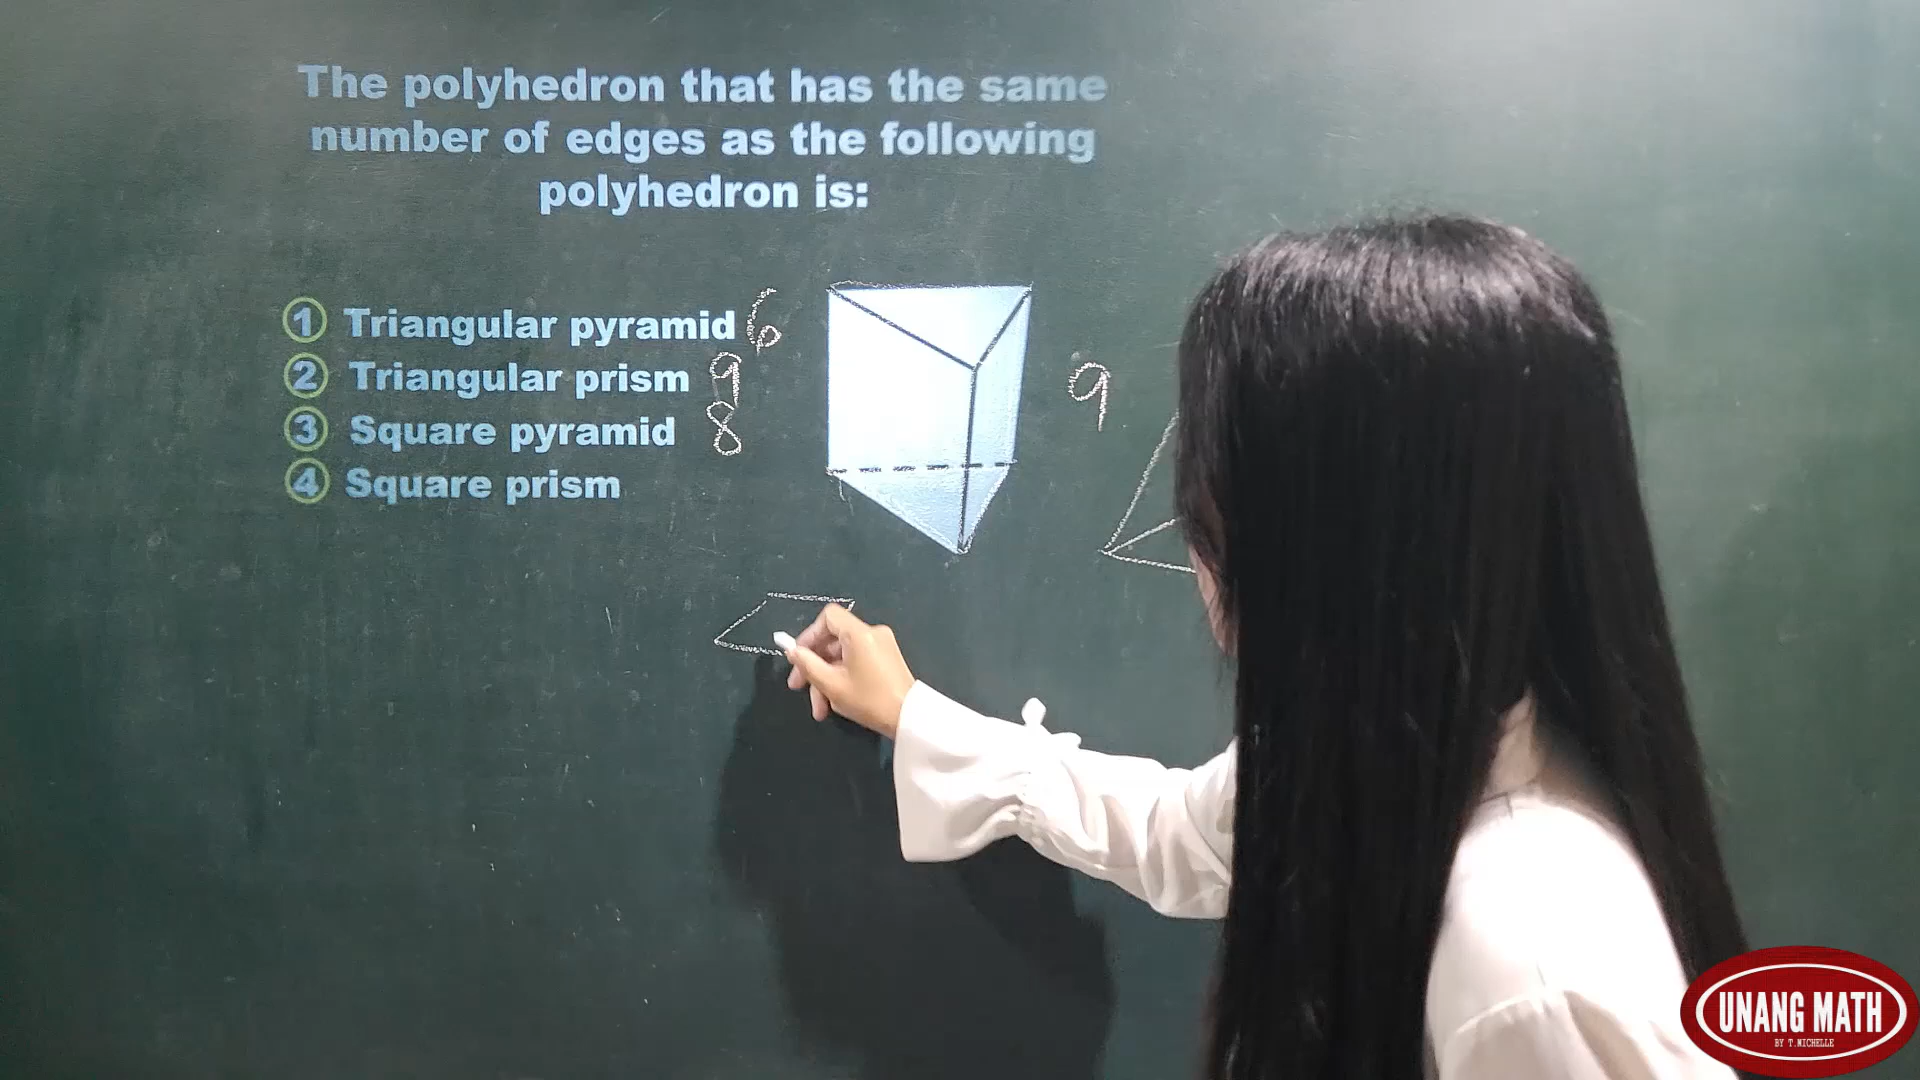 The polyhedron that has the same
number of edges as the following
polyhedron is:
1 Triangular pyramid 6
2 Triangular prism 9
3 Square pyramid 8
4 Square prism
9
UNANG MATH
BY T.MICHELLE